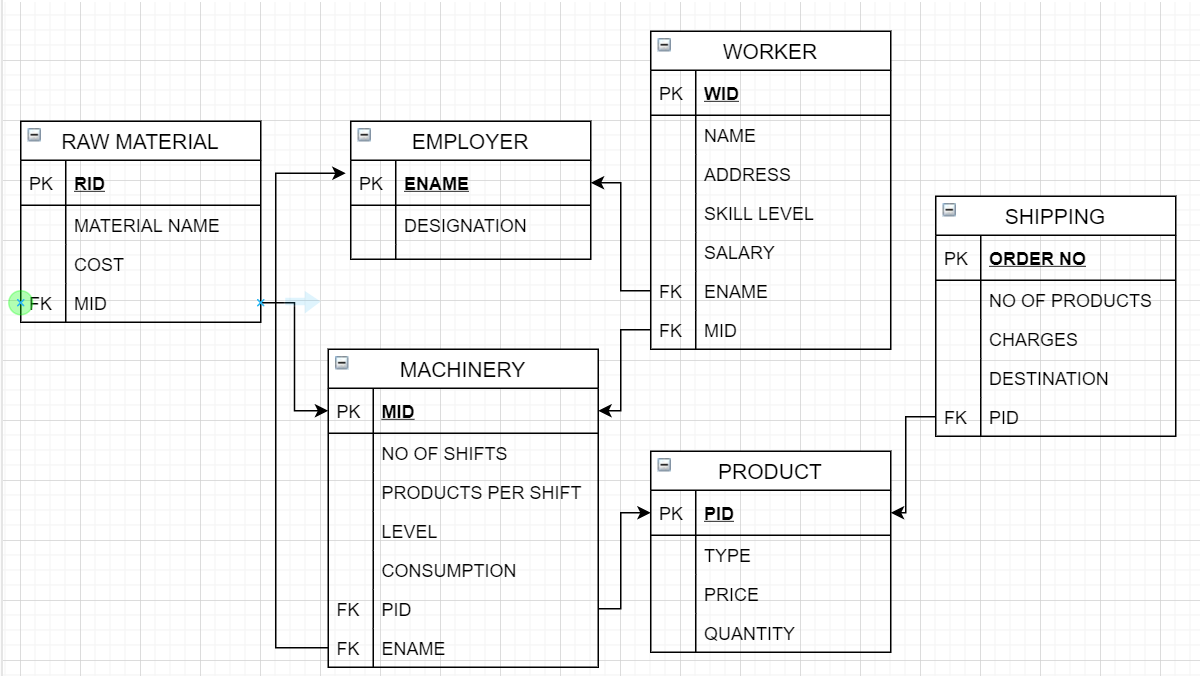 RAW MATERIAL
PK RID
MATERIAL NAME
COST
FK MID
EMPLOYER
PK ENAME
DESIGNATION
WORKER
PK WID
NAME
ADDRESS
SKILL LEVEL
SALARY
FK ENAME
FK MID
SHIPPING
PK ORDER NO
NO OF PRODUCTS
CHARGES
DESTINATION
FK PID
MACHINERY
PK MID
NO OF SHIFTS
PRODUCTS PER SHIFT
LEVEL
CONSUMPTION
FK PID
FK ENAME
PRODUCT
PK PID
TYPE
PRICE
QUANTITY